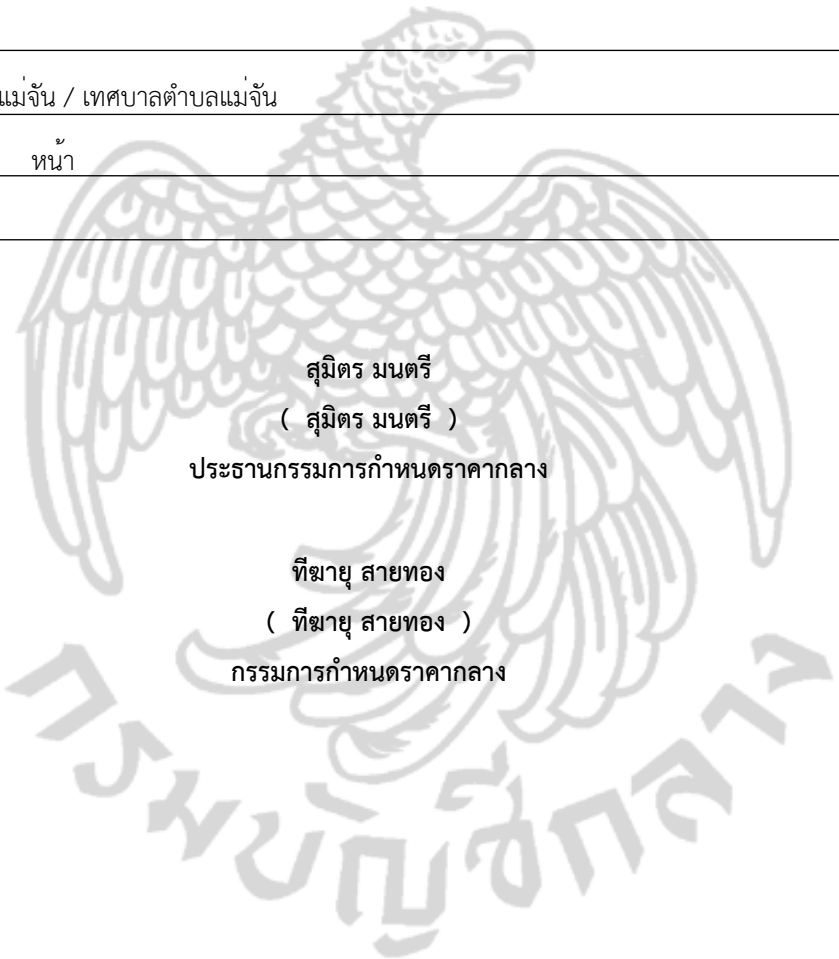 แม่จัน / เทศบาลตำบลแม่จัน
หน้า
สุมิตร มนตรี
( สุมิตร มนตรี )
ประธานกรรมการกำหนดราคากลาง
ทีฆายุ สายทอง
( ทีฆายุ สายทอง )
กรรมการกำหนดราคากลาง
กรมบัญชีกลาง